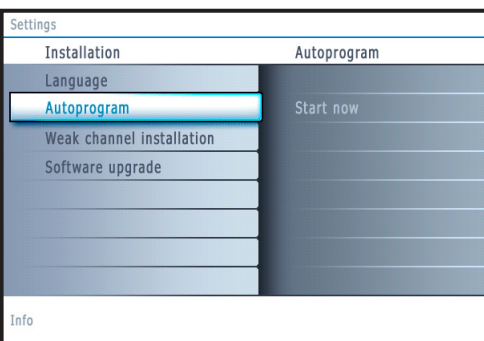 Settings
Installation
Autoprogram
Language
Autoprogram
Start now
Weak channel installation
Software upgrade
Info